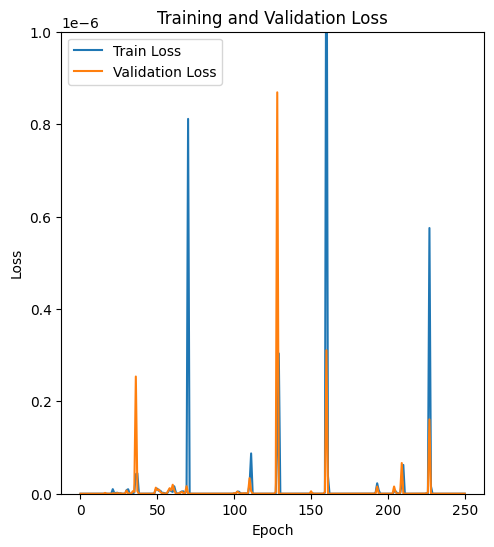 Training and Validation Loss
1e−6
1.0
0.8
0.6
0.4
0.2
0.0
Loss
Train Loss
Validation Loss
0 50 100 150 200 250
Epoch